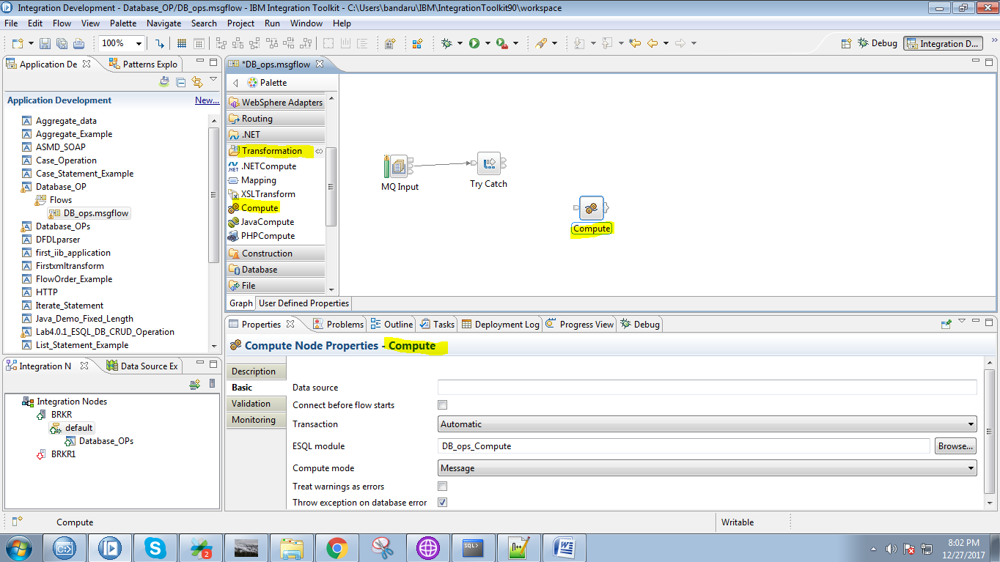 Integration Development - Database_OP/DB_ops.msgflow - IBM Integration Toolkit - C:\Users\bandaru\IBM\IntegrationToolkit90\workspace
File Edit Flow View Palette Navigate Search Project Run Window Help
100% Debug Integration D...
Application De Patterns Explo
Application Development New...
Aggregate_data
Aggregate_Example
ASMD_SOAP
Case_Operation
Case_Statement_Example
Database_OP
Flows
DB_ops.msgflow
Database_OPs
DFDLparser
first_iib_application
Firstxmltransform
FlowOrder_Example
HTTP
Iterate_Statement
Java_Demo_Fixed_Length
Lab4.0.1_ESQL_DB_CRUD_Operation
List_Statement_Example
*DB_ops.msgflow
Palette
WebSphere Adapters
Routing
.NET
Transformation
.NETCompute
Mapping
XSLTransform
Compute
JavaCompute
PHPCompute
Construction
Database
File
MQ Input
Try Catch
Compute
Graph User Defined Properties
Integration N Data Source Ex
Integration Nodes
BRKR
default
Database_OPs
BRKR1
Properties Problems Outline Tasks Deployment Log Progress View Debug
Compute Node Properties - Compute
Description
Basic
Validation
Monitoring
Data source
Connect before flow starts
Transaction Automatic
ESQL module DB_ops_Compute Browse...
Compute mode Message
Treat warnings as errors
Throw exception on database error
Compute Writable
8:02 PM
12/27/2017